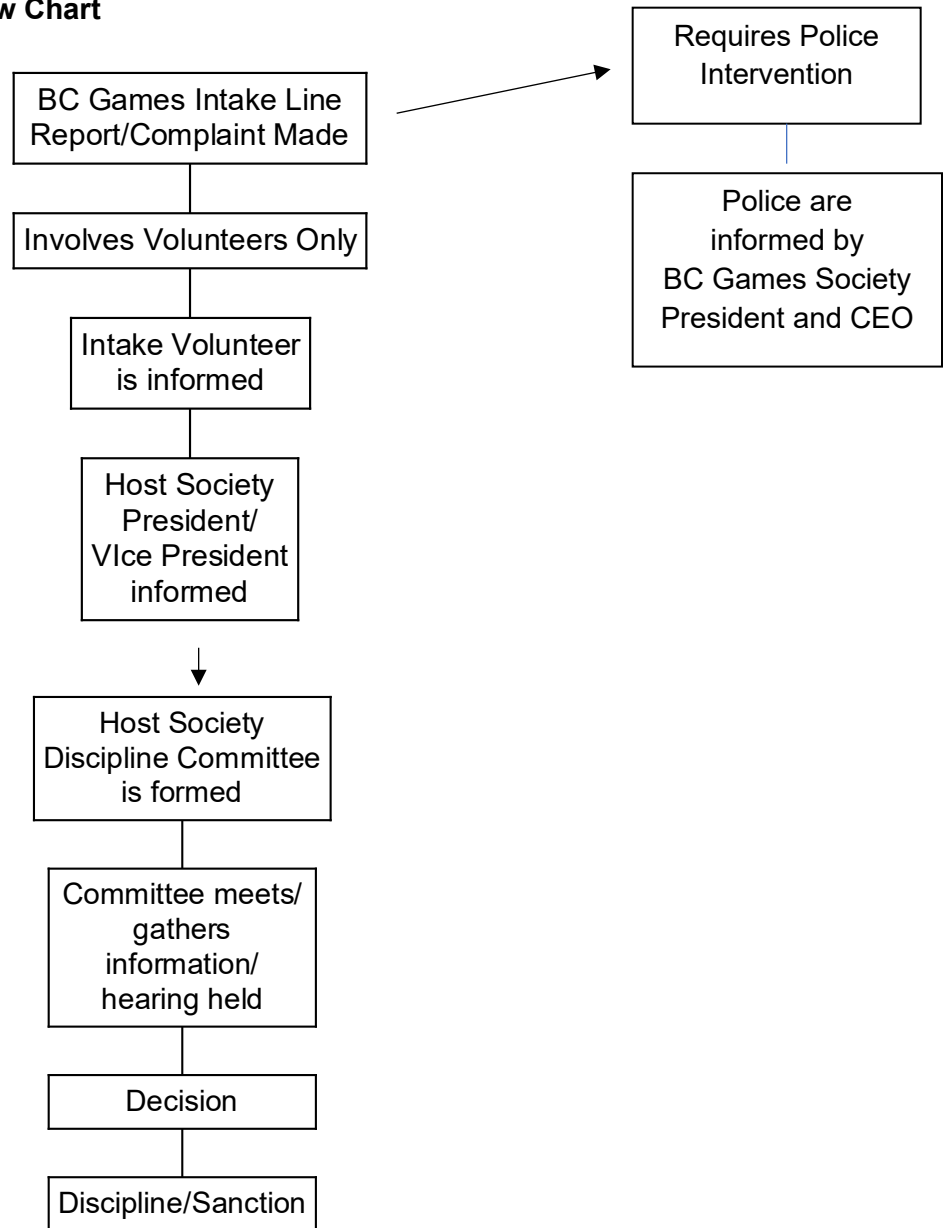 w Chart
BC Games Intake Line
Report/Complaint Made
Involves Volunteers Only
Intake Volunteer
is informed
Host Society
President/
VIce President
informed
Host Society
Discipline Committee
is formed
Committee meets/
gathers
information/
hearing held
Decision
Discipline/Sanction
Requires Police
Intervention
Police are
informed by
BC Games Society
President and CEO